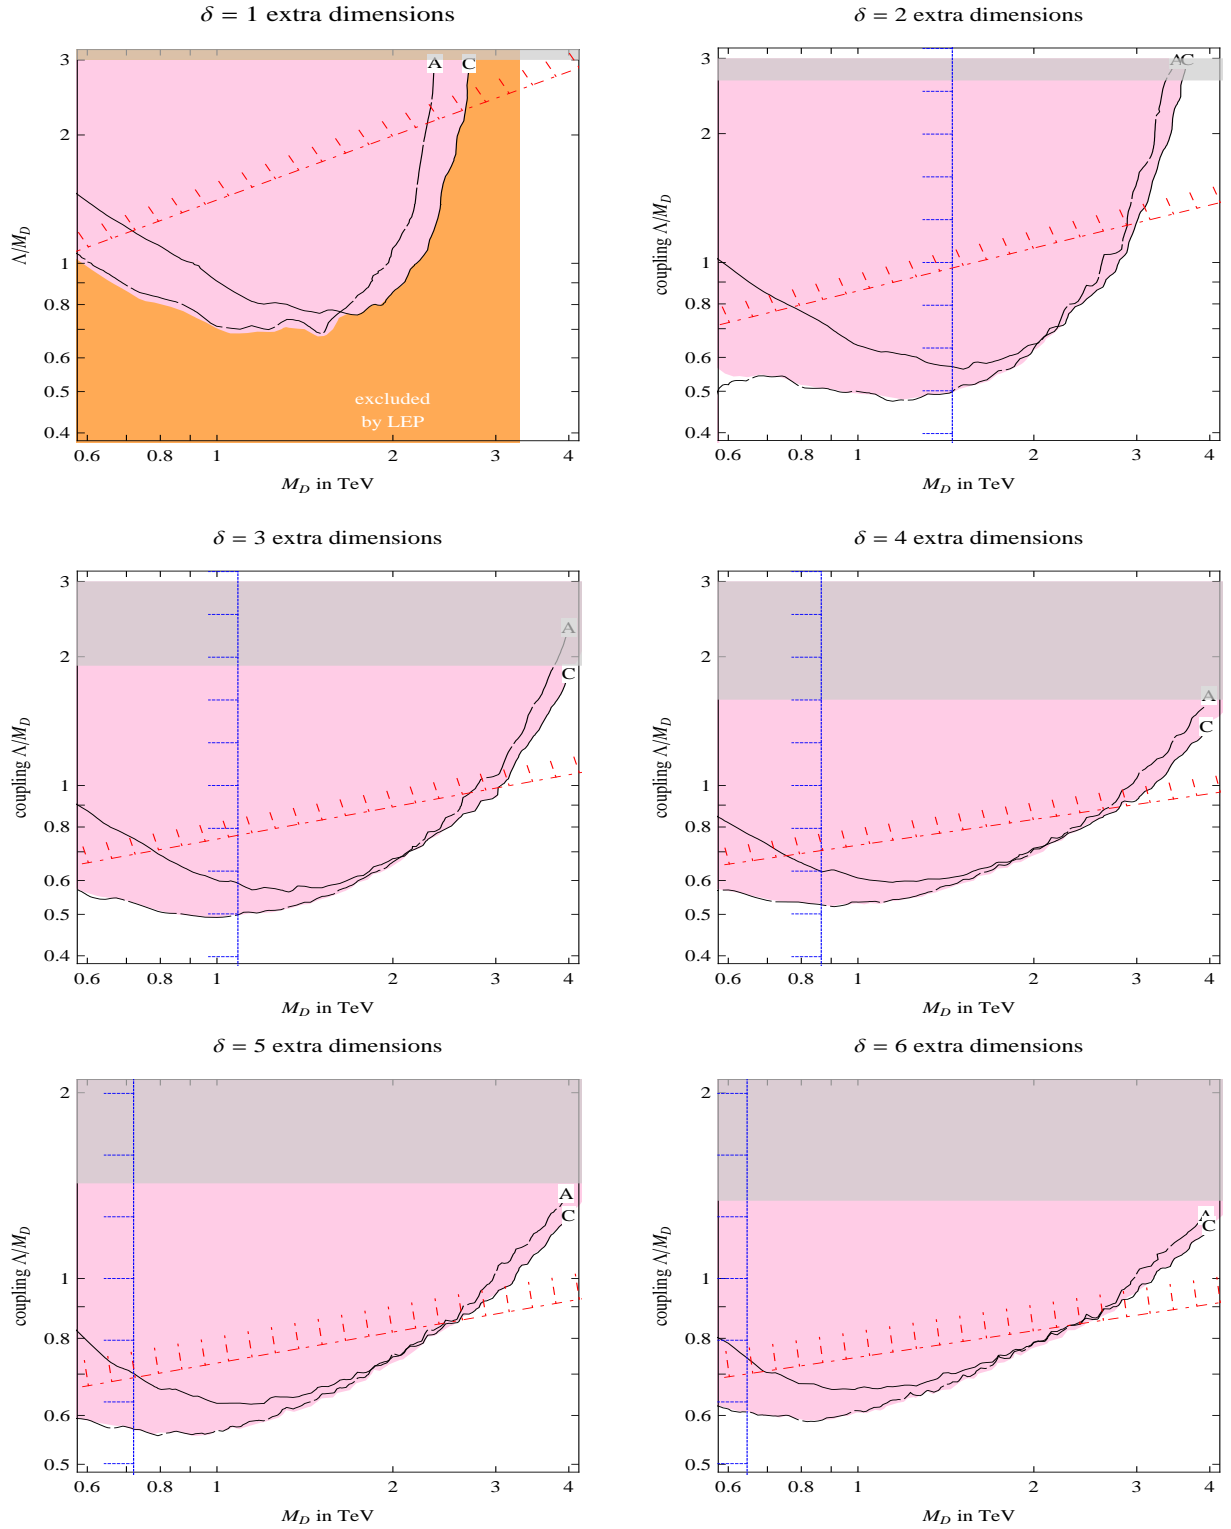 δ = 1 extra dimensions
3
A
C
2
1
0.8
0.6
0.5
0.4
Λ/M_D
excluded
by LEP
0.6 0.8 1 2 3 4
M_D in TeV
δ = 2 extra dimensions
3
A
C
2
1
0.8
0.6
0.5
0.4
coupling Λ/M_D
0.6 0.8 1 2 3 4
M_D in TeV
δ = 3 extra dimensions
3
A
2
C
1
0.8
0.6
0.5
0.4
coupling Λ/M_D
0.6 0.8 1 2 3 4
M_D in TeV
δ = 4 extra dimensions
3
2
A
C
1
0.8
0.6
0.5
0.4
coupling Λ/M_D
0.6 0.8 1 2 3 4
M_D in TeV
δ = 5 extra dimensions
2
A
C
1
0.8
0.6
0.5
coupling Λ/M_D
0.6 0.8 1 2 3 4
M_D in TeV
δ = 6 extra dimensions
2
A
C
1
0.8
0.6
0.5
coupling Λ/M_D
0.6 0.8 1 2 3 4
M_D in TeV